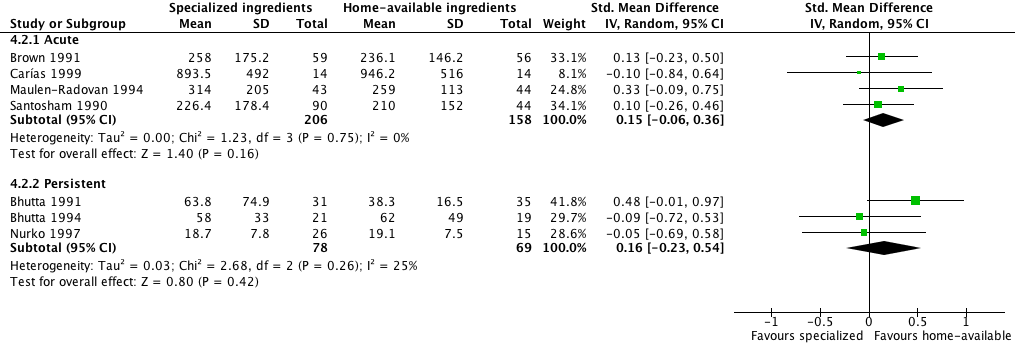 Specialized ingredients Home-available ingredients Std. Mean Difference Std. Mean Difference
Study or Subgroup Mean SD Total Mean SD Total Weight IV, Random, 95% CI IV, Random, 95% CI
4.2.1 Acute
Brown 1991 258 175.2 59 236.1 146.2 56 33.1% 0.13 [-0.23, 0.50]
Carías 1999 893.5 492 14 946.2 516 14 8.1% -0.10 [-0.84, 0.64]
Maulen-Radovan 1994 314 205 43 259 113 44 24.8% 0.33 [-0.09, 0.75]
Santosham 1990 226.4 178.4 90 210 152 44 34.1% 0.10 [-0.26, 0.46]
Subtotal (95% CI) 206 158 100.0% 0.15 [-0.06, 0.36]
Heterogeneity: Tau² = 0.00; Chi² = 1.23, df = 3 (P = 0.75); I² = 0%
Test for overall effect: Z = 1.40 (P = 0.16)
4.2.2 Persistent
Bhutta 1991 63.8 74.9 31 38.3 16.5 35 41.8% 0.48 [-0.01, 0.97]
Bhutta 1994 58 33 21 62 49 19 29.7% -0.09 [-0.72, 0.53]
Nurko 1997 18.7 7.8 26 19.1 7.5 15 28.6% -0.05 [-0.69, 0.58]
Subtotal (95% CI) 78 69 100.0% 0.16 [-0.23, 0.54]
Heterogeneity: Tau² = 0.03; Chi² = 2.68, df = 2 (P = 0.26); I² = 25%
Test for overall effect: Z = 0.80 (P = 0.42)
-1 -0.5 0 0.5 1
Favours specialized Favours home-available